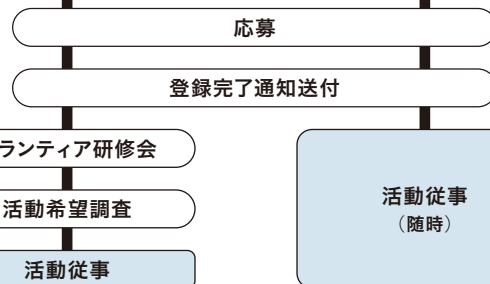 応募
登録完了通知送付
ランティア研修会
活動希望調査
活動従事
活動従事
（随時）